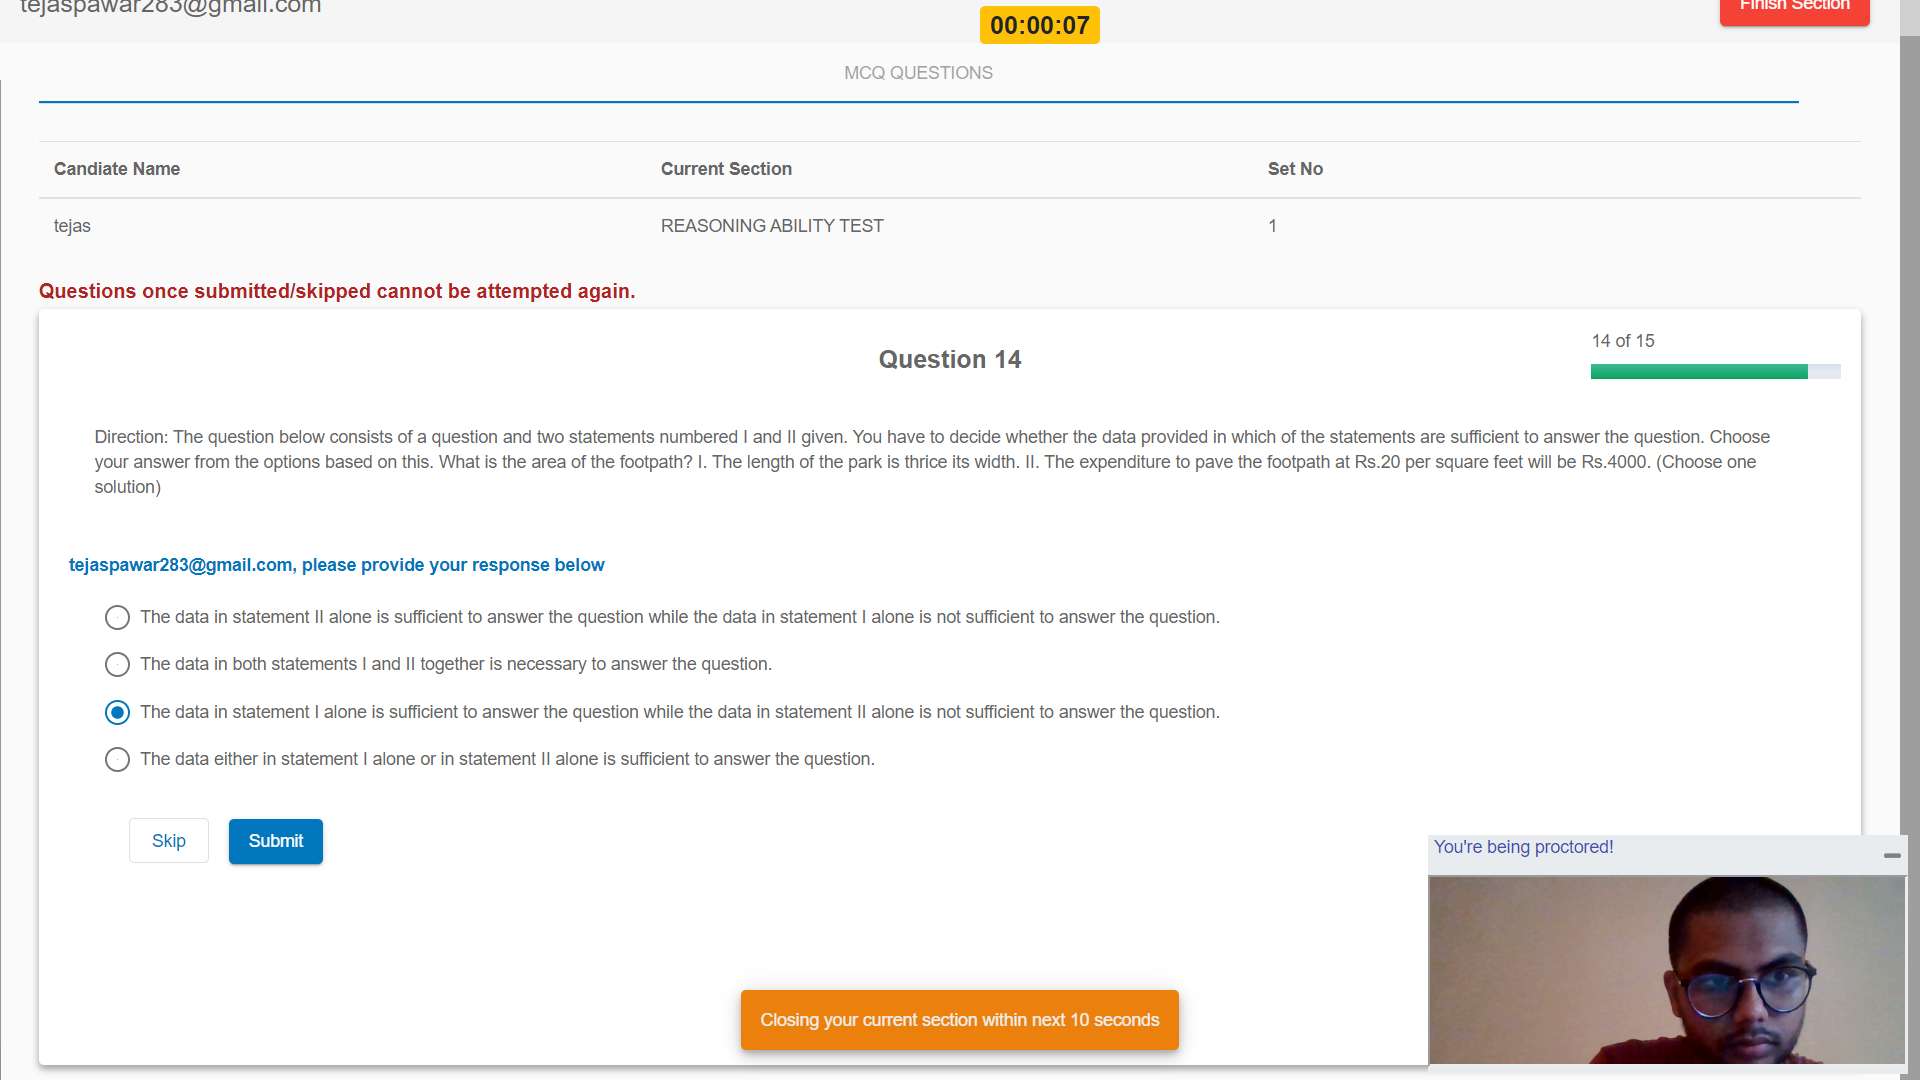 tejaspawar283@gmail.com
00:00:07
Finish Section
MCQ QUESTIONS
Candiate Name Current Section Set No
tejas REASONING ABILITY TEST 1
Questions once submitted/skipped cannot be attempted again.
14 of 15
Question 14
Direction: The question below consists of a question and two statements numbered I and II given. You have to decide whether the data provided in which of the statements are sufficient to answer the question. Choose
your answer from the options based on this. What is the area of the footpath? I. The length of the park is thrice its width. II. The expenditure to pave the footpath at Rs.20 per square feet will be Rs.4000. (Choose one
solution)
tejaspawar283@gmail.com, please provide your response below
The data in statement II alone is sufficient to answer the question while the data in statement I alone is not sufficient to answer the question.
The data in both statements I and II together is necessary to answer the question.
The data in statement I alone is sufficient to answer the question while the data in statement II alone is not sufficient to answer the question.
The data either in statement I alone or in statement II alone is sufficient to answer the question.
Skip Submit
You're being proctored!
Closing your current section within next 10 seconds